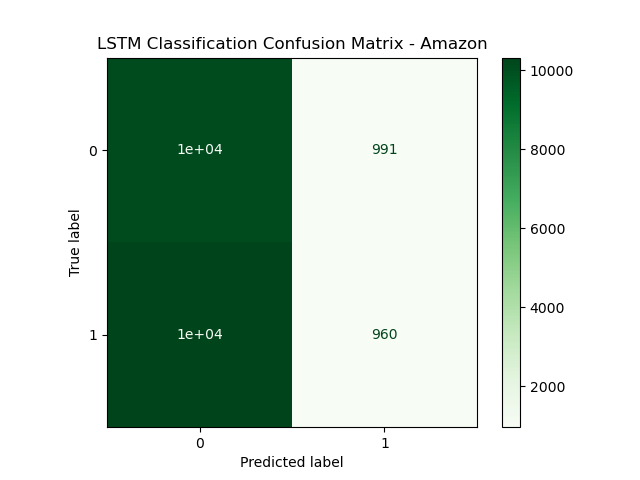 LSTM Classification Confusion Matrix - Amazon
10000
8000
6000
4000
2000
True label
0
1e+04
991
1
1e+04
960
0
1
Predicted label